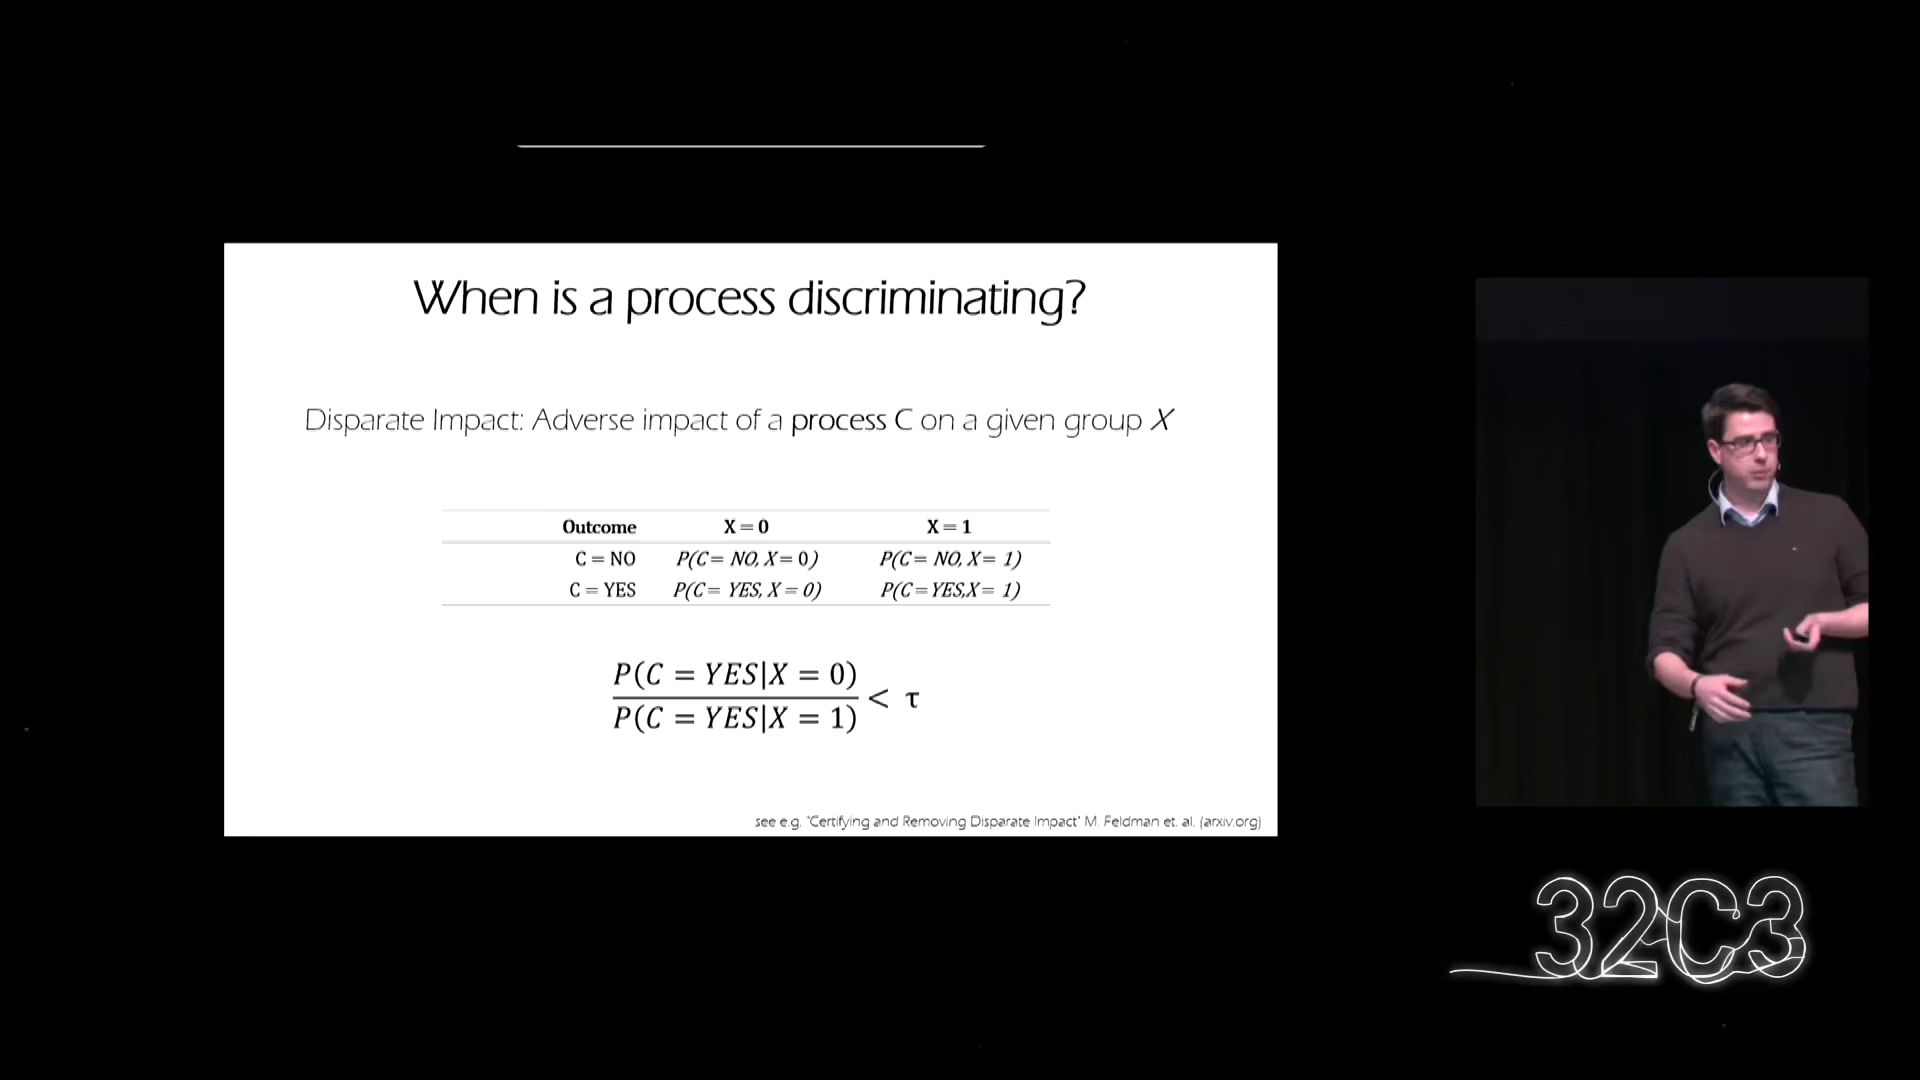 When is a process discriminating?
Disparate Impact: Adverse impact of a process C on a given group X
Outcome X = 0 X = 1
C = NO P(C= NO, X= 0) P(C= NO, X= 1)
C = YES P(C= YES, X = 0) P(C=YES,X= 1)
P(C = YES|X = 0)
< τ
P(C = YES|X = 1)
see e.g. "Certifying and Removing Disparate Impact" M. Feldman et. al. (arxiv.org)
32C3